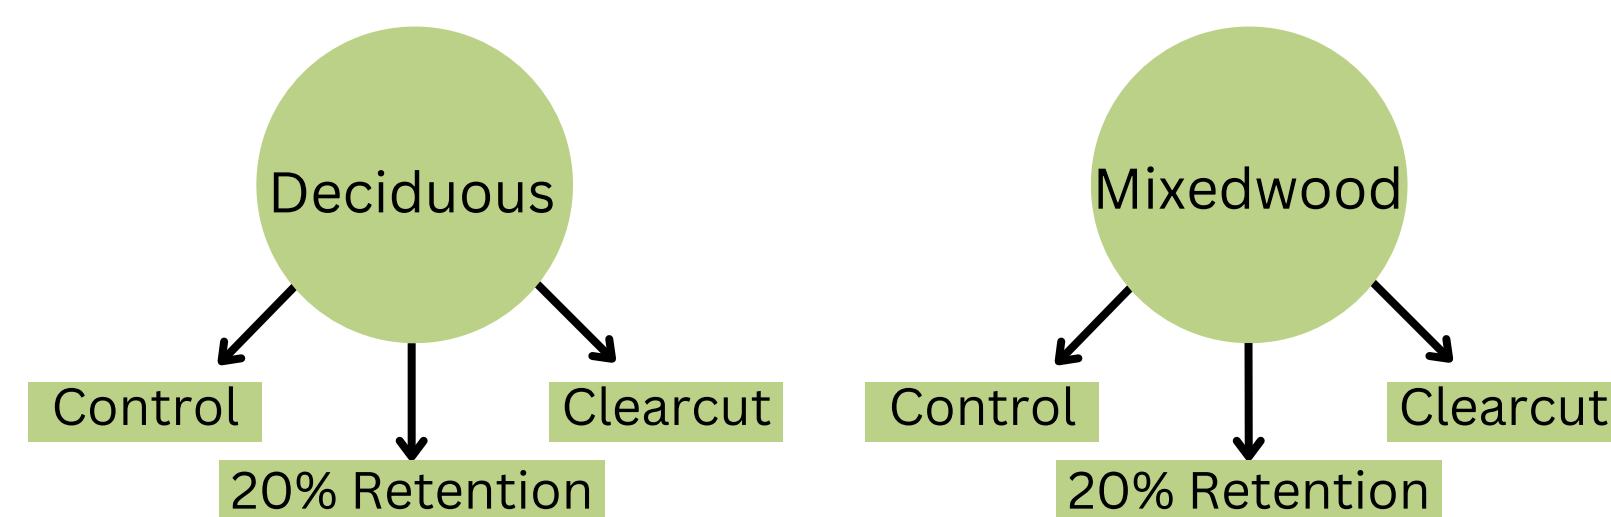 Deciduous
Control
Clearcut
20% Retention
Mixedwood
Control
Clearcut
20% Retention